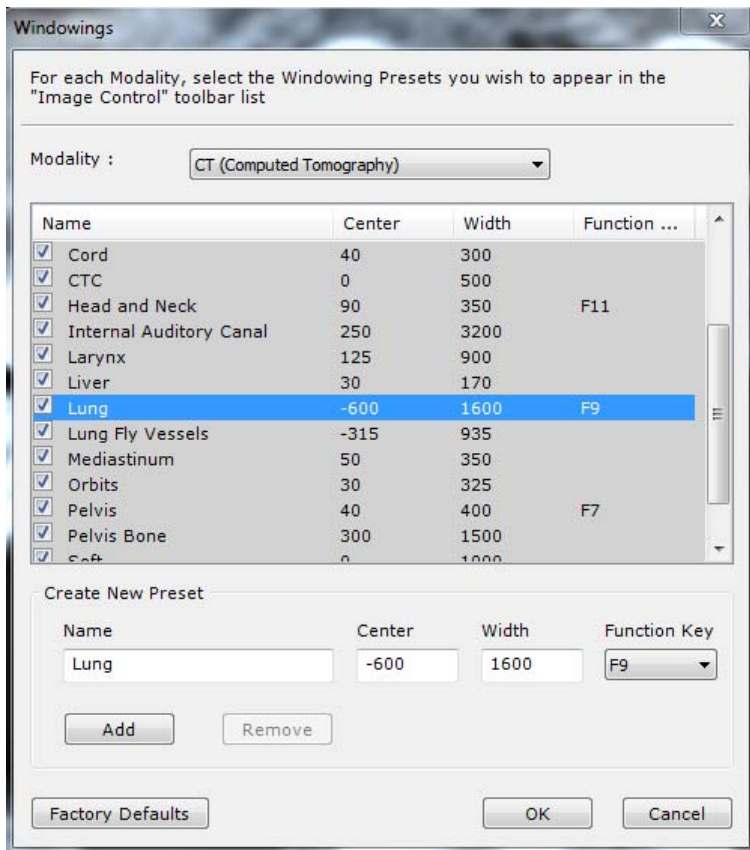 Windowings
For each Modality, select the Windowing Presets you wish to appear in the
"Image Control" toolbar list
Modality : CT (Computed Tomography)
Name Center Width Function ...
Cord 40 300
CTC 0 500
Head and Neck 90 350 F11
Internal Auditory Canal 250 3200
Larynx 125 900
Liver 30 170
Lung -600 1600 F9
Lung Fly Vessels -315 935
Mediastinum 50 350
Orbits 30 325
Pelvis 40 400 F7
Pelvis Bone 300 1500
Soft 0 1000
Create New Preset
Name Center Width Function Key
Lung -600 1600 F9
Add Remove
Factory Defaults OK Cancel